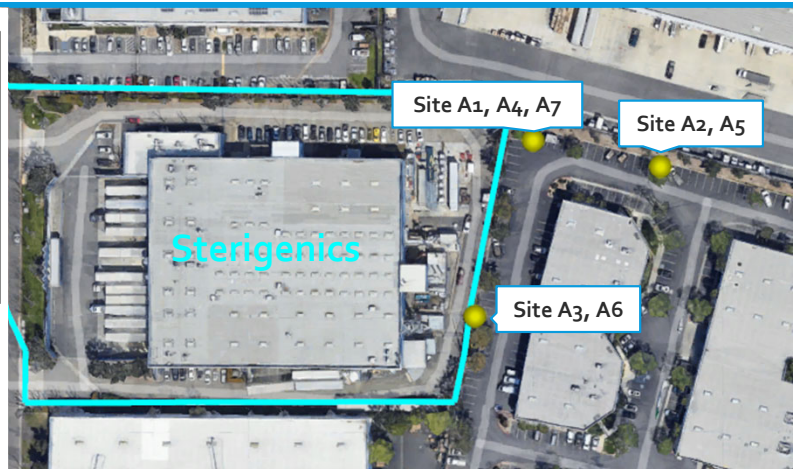 Site A1, A4, A7
Site A2, A5
Sterigenics
Site A3, A6